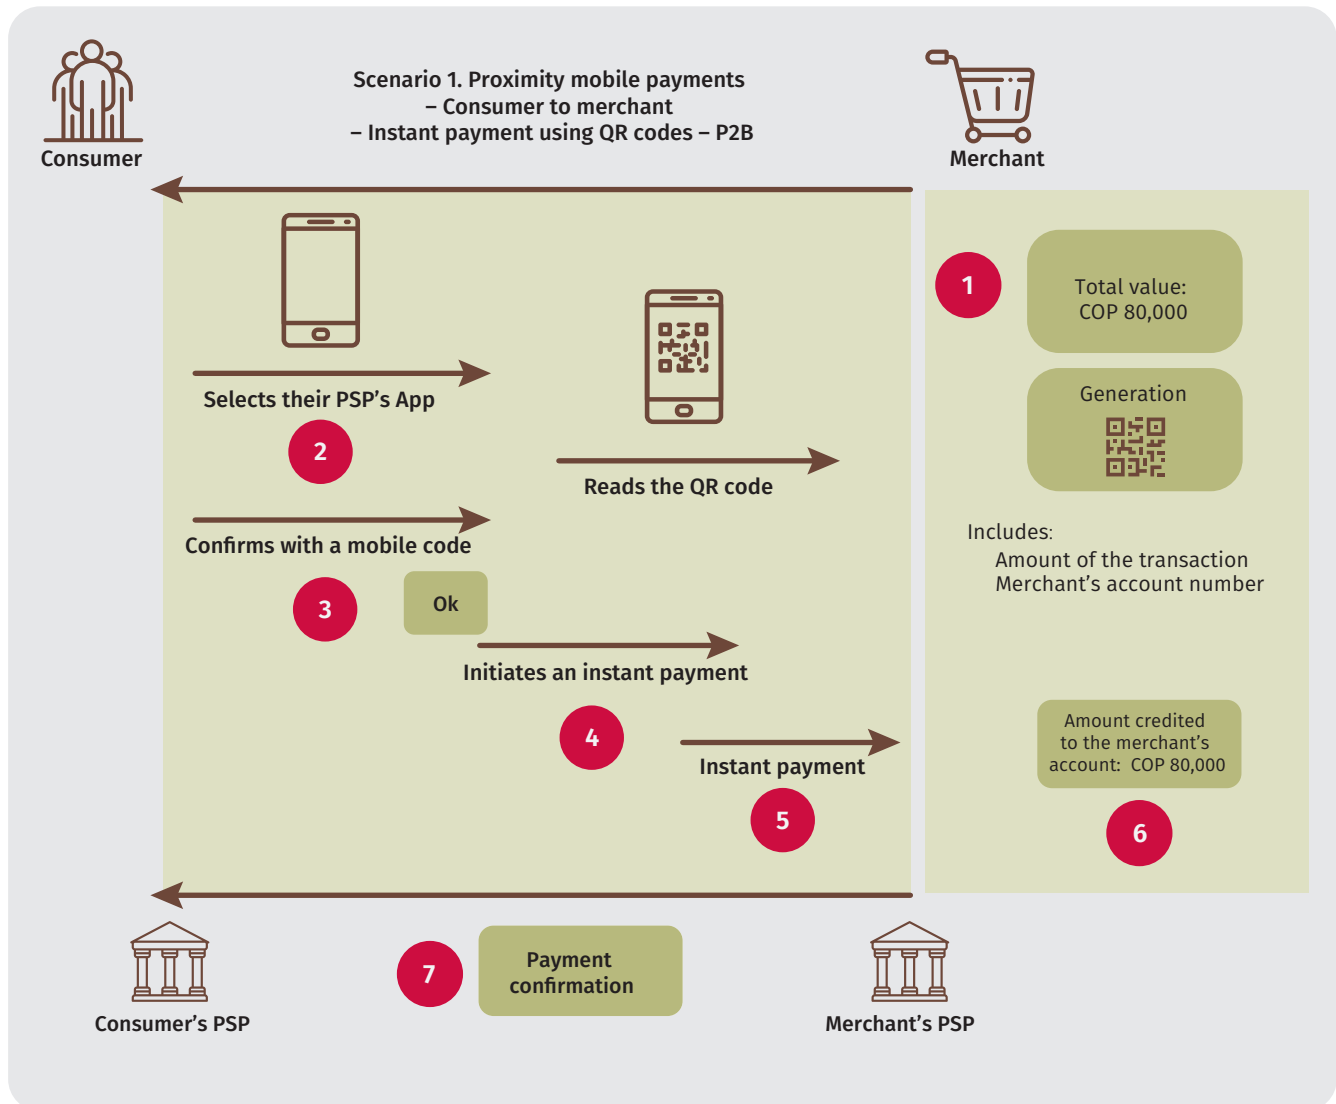 Scenario 1. Proximity mobile payments
– Consumer to merchant
– Instant payment using QR codes – P2B
Consumer
Merchant
1
Total value:
COP 80,000
Generation
Selects their PSP's App
2
Reads the QR code
Confirms with a mobile code
3
Ok
Includes:
Amount of the transaction
Merchant's account number
Initiates an instant payment
4
Instant payment
5
Amount credited
to the merchant's
account: COP 80,000
6
7
Payment
confirmation
Consumer's PSP
Merchant's PSP